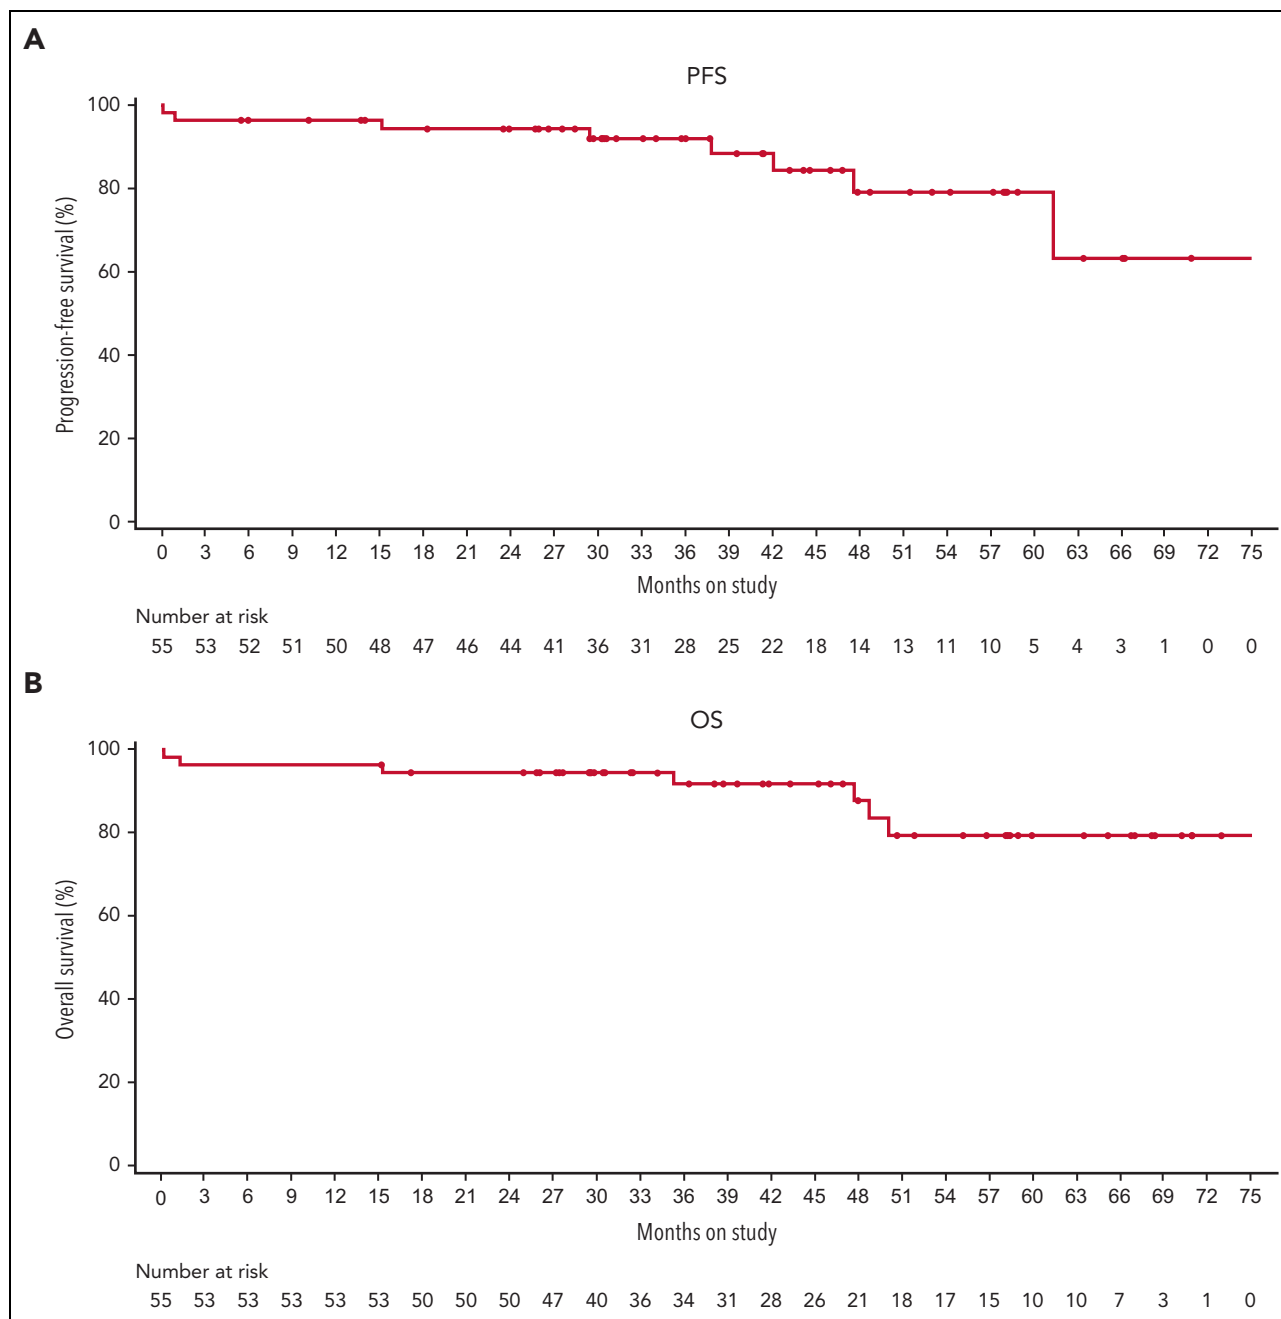 A
PFS
Progression-free survival (%)
100
80
60
40
20
0
0 3 6 9 12 15 18 21 24 27 30 33 36 39 42 45 48 51 54 57 60 63 66 69 72 75
Months on study
Number at risk
55 53 52 51 50 48 47 46 44 41 36 31 28 25 22 18 14 13 11 10 5 4 3 1 0 0
B
OS
Overall survival (%)
100
80
60
40
20
0
0 3 6 9 12 15 18 21 24 27 30 33 36 39 42 45 48 51 54 57 60 63 66 69 72 75
Months on study
Number at risk
55 53 53 53 53 53 50 50 50 47 40 36 34 31 28 26 21 18 17 15 10 10 7 3 1 0